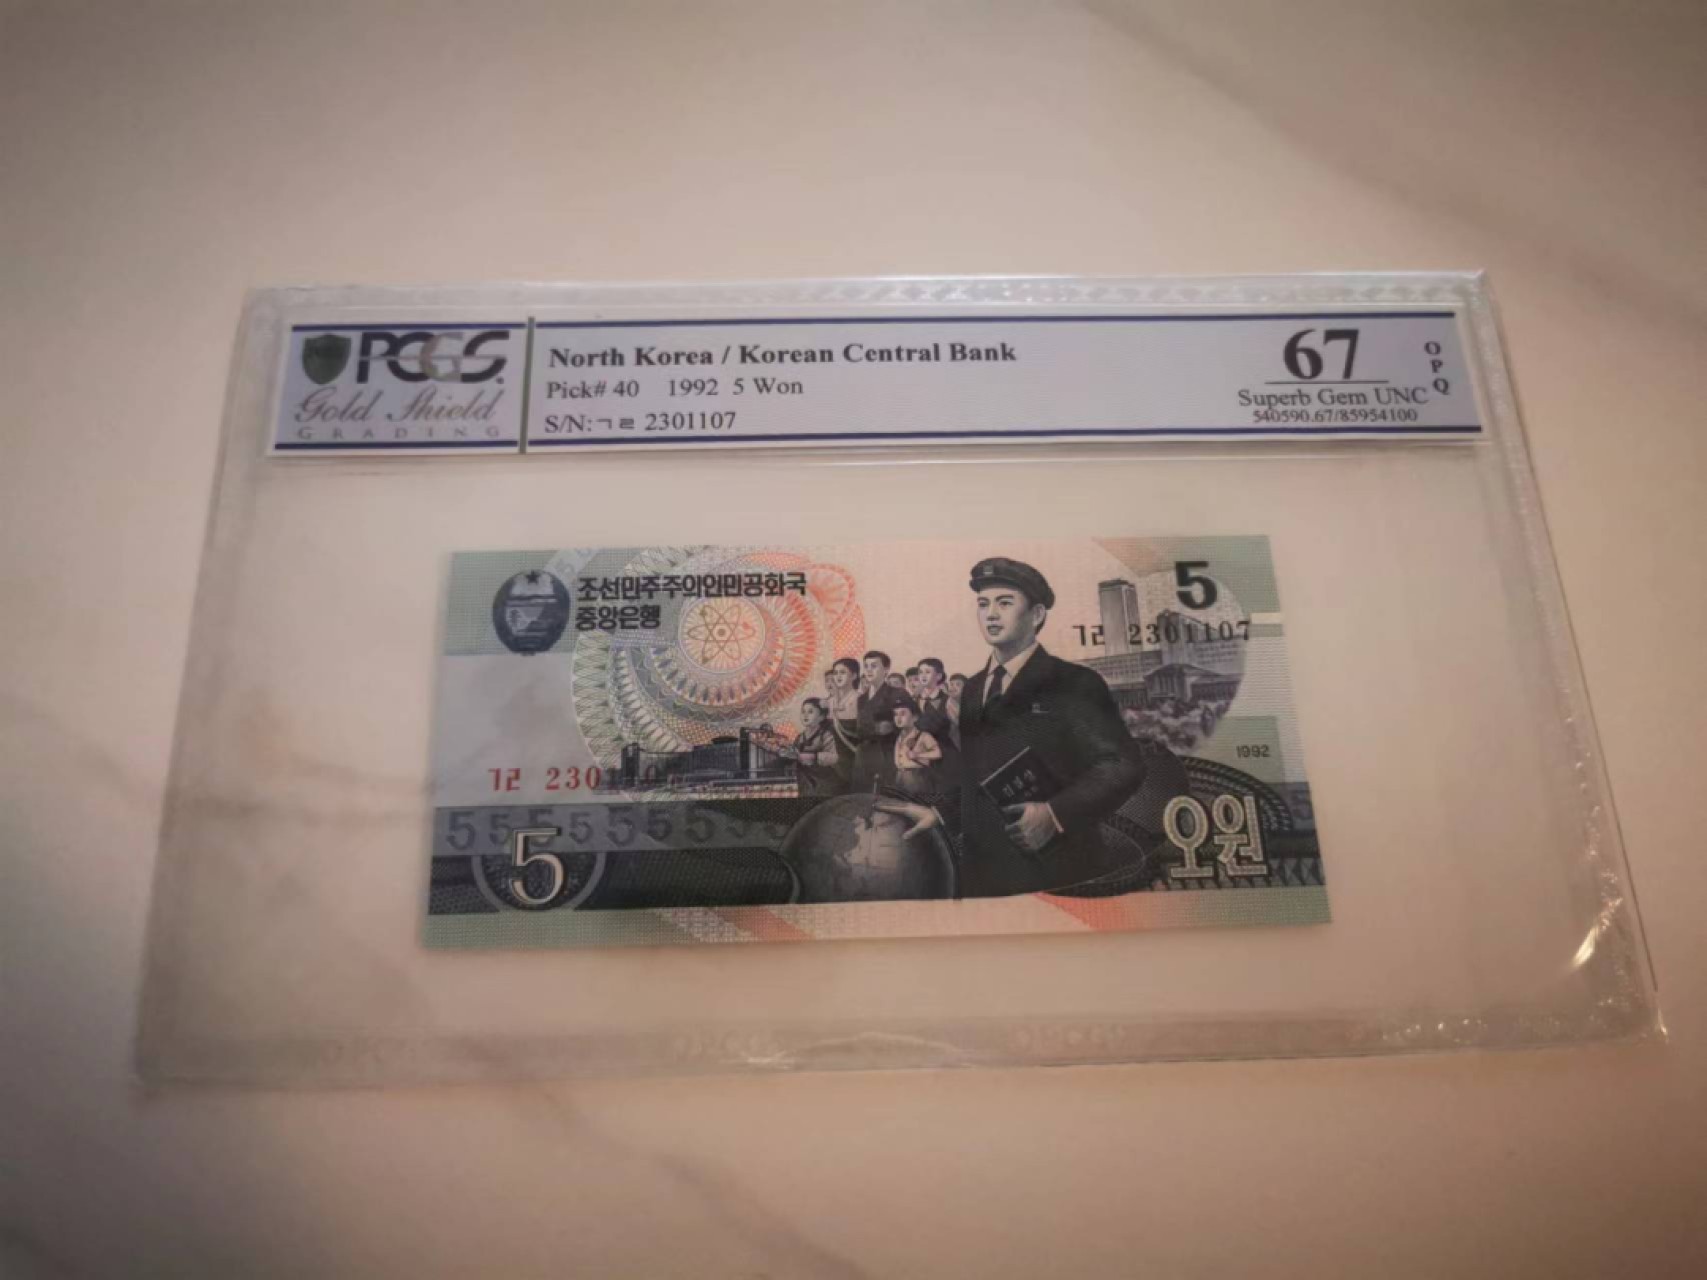 PCGS
Gold Shield
GRADING
North Korea / Korean Central Bank
Pick# 40 1992 5 Won
S/N:ㄱㄹ 2301107
67
Superb Gem UNC
540590.67/85954100
OPQ
조선민주주의인민공화국
중앙은행
5
ㄱㄹ 2301107
1992
ㄱㄹ 230110
5555555
5
오원